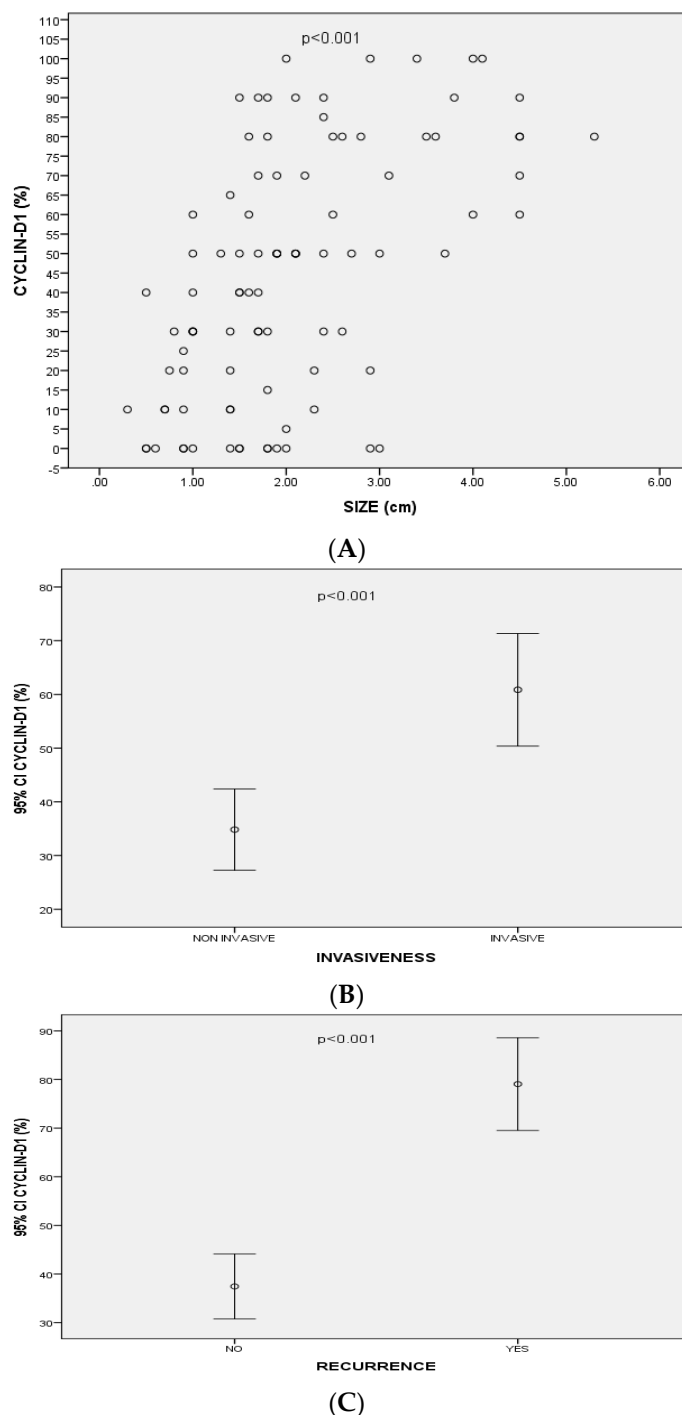 p<0.001
110
105
100
95
90
85
80
75
70
65
60
55
50
45
40
35
30
25
20
15
10
5
0
-5
CYCLIN-D1 (%)
.00 1.00 2.00 3.00 4.00 5.00 6.00
SIZE (cm)
(A)
p<0.001
80
70
60
50
40
30
20
95% CI CYCLIN-D1 (%)
NON INVASIVE INVASIVE
INVASIVENESS
(B)
p<0.001
90
80
70
60
50
40
30
95% CI CYCLIN-D1 (%)
NO YES
RECURRENCE
(C)